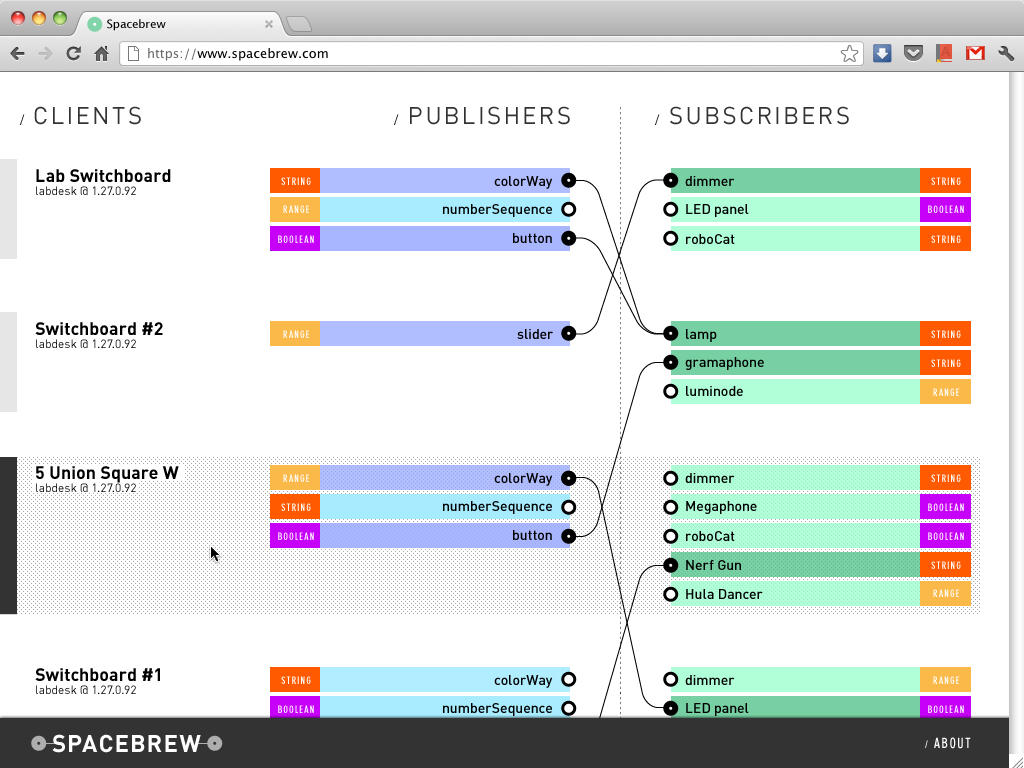 Spacebrew
https://www.spacebrew.com
/ CLIENTS
/ PUBLISHERS
/ SUBSCRIBERS
Lab Switchboard
labdesk @ 1.27.0.92
STRING colorWay
RANGE numberSequence
BOOLEAN button
dimmer STRING
LED panel BOOLEAN
roboCat STRING
Switchboard #2
labdesk @ 1.27.0.92
RANGE slider
lamp STRING
gramaphone STRING
luminode RANGE
5 Union Square W
labdesk @ 1.27.0.92
RANGE colorWay
STRING numberSequence
BOOLEAN button
dimmer STRING
Megaphone BOOLEAN
roboCat BOOLEAN
Nerf Gun STRING
Hula Dancer RANGE
Switchboard #1
labdesk @ 1.27.0.92
STRING colorWay
BOOLEAN numberSequence
dimmer RANGE
LED panel BOOLEAN
SPACEBREW
/ ABOUT